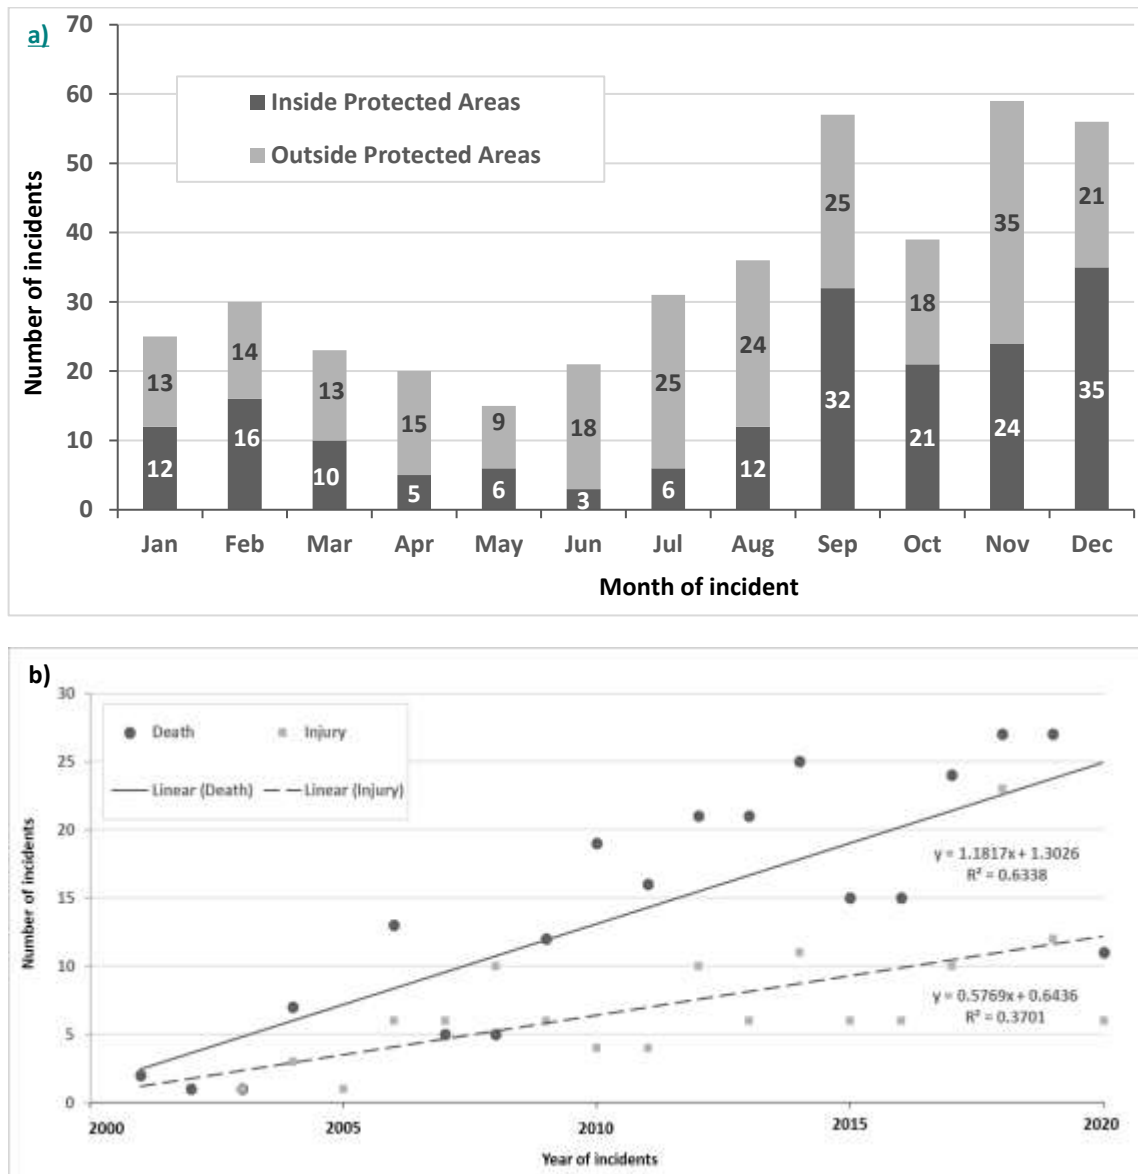 a)
70
60
50
40
30
20
10
0
Number of incidents
Inside Protected Areas
Outside Protected Areas
13 14 13 15 9 18 25 24 25 18 35 21
12 16 10 5 6 3 6 12 32 21 24 35
Jan Feb Mar Apr May Jun Jul Aug Sep Oct Nov Dec
Month of incident
b)
30
25
20
15
10
5
0
Number of incidents
Death Injury
Linear (Death) Linear (Injury)
y = 1.1817x + 1.3026
R² = 0.6338
y = 0.5769x + 0.6436
R² = 0.3701
2000 2005 2010 2015 2020
Year of incidents